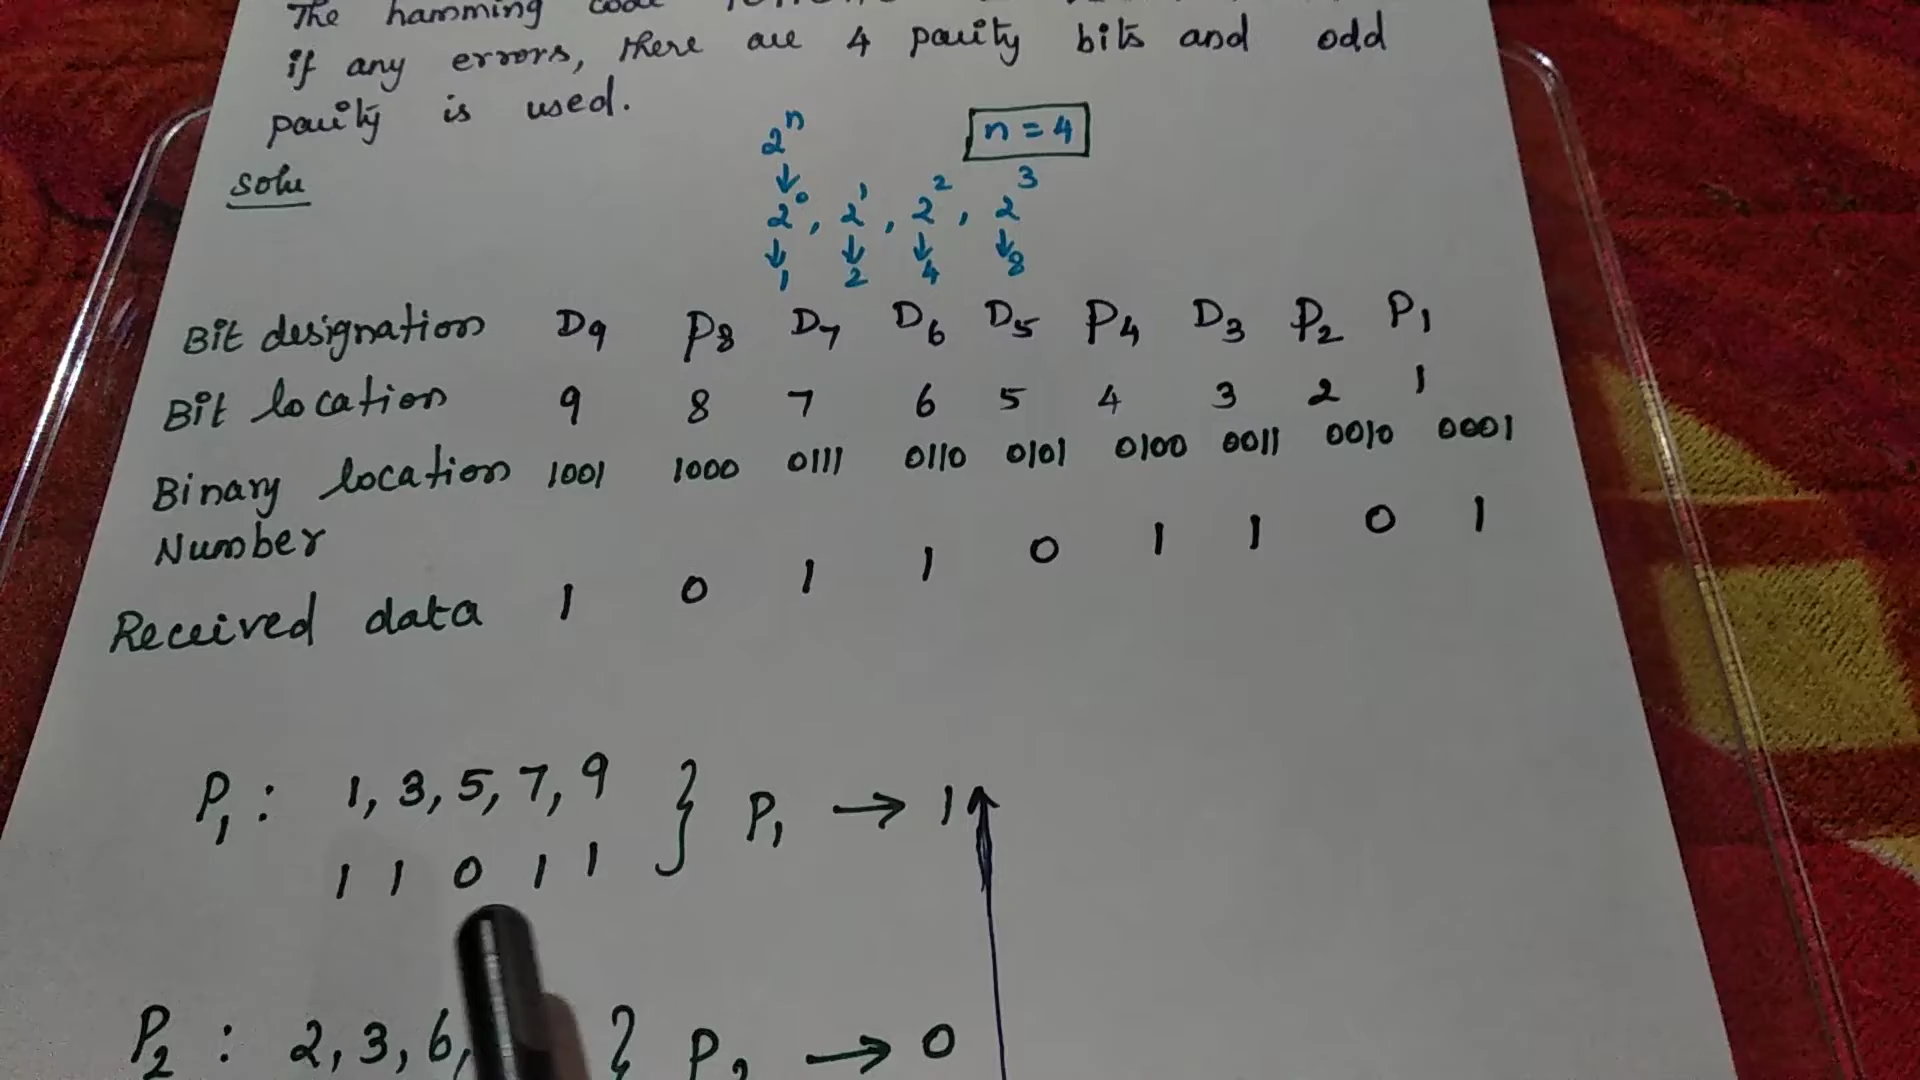 The hamming code
if any errors, there are 4 parity bits and odd
parity is used.
2^n
n = 4
Solu
↓
2^0, 2^1, 2^2, 2^3
↓ ↓ ↓ ↓
1 2 4 8
Bit designation D9 P8 D7 D6 D5 P4 D3 P2 P1
Bit location 9 8 7 6 5 4 3 2 1
Binary location 1001 1000 0111 0110 0101 0100 0011 0010 0001
Number
Received data 1 0 1 1 0 1 1 0 1
P1 : 1, 3, 5, 7, 9 } P1 → 1
1 1 0 1 1
P2 : 2, 3, 6, } P2 → 0